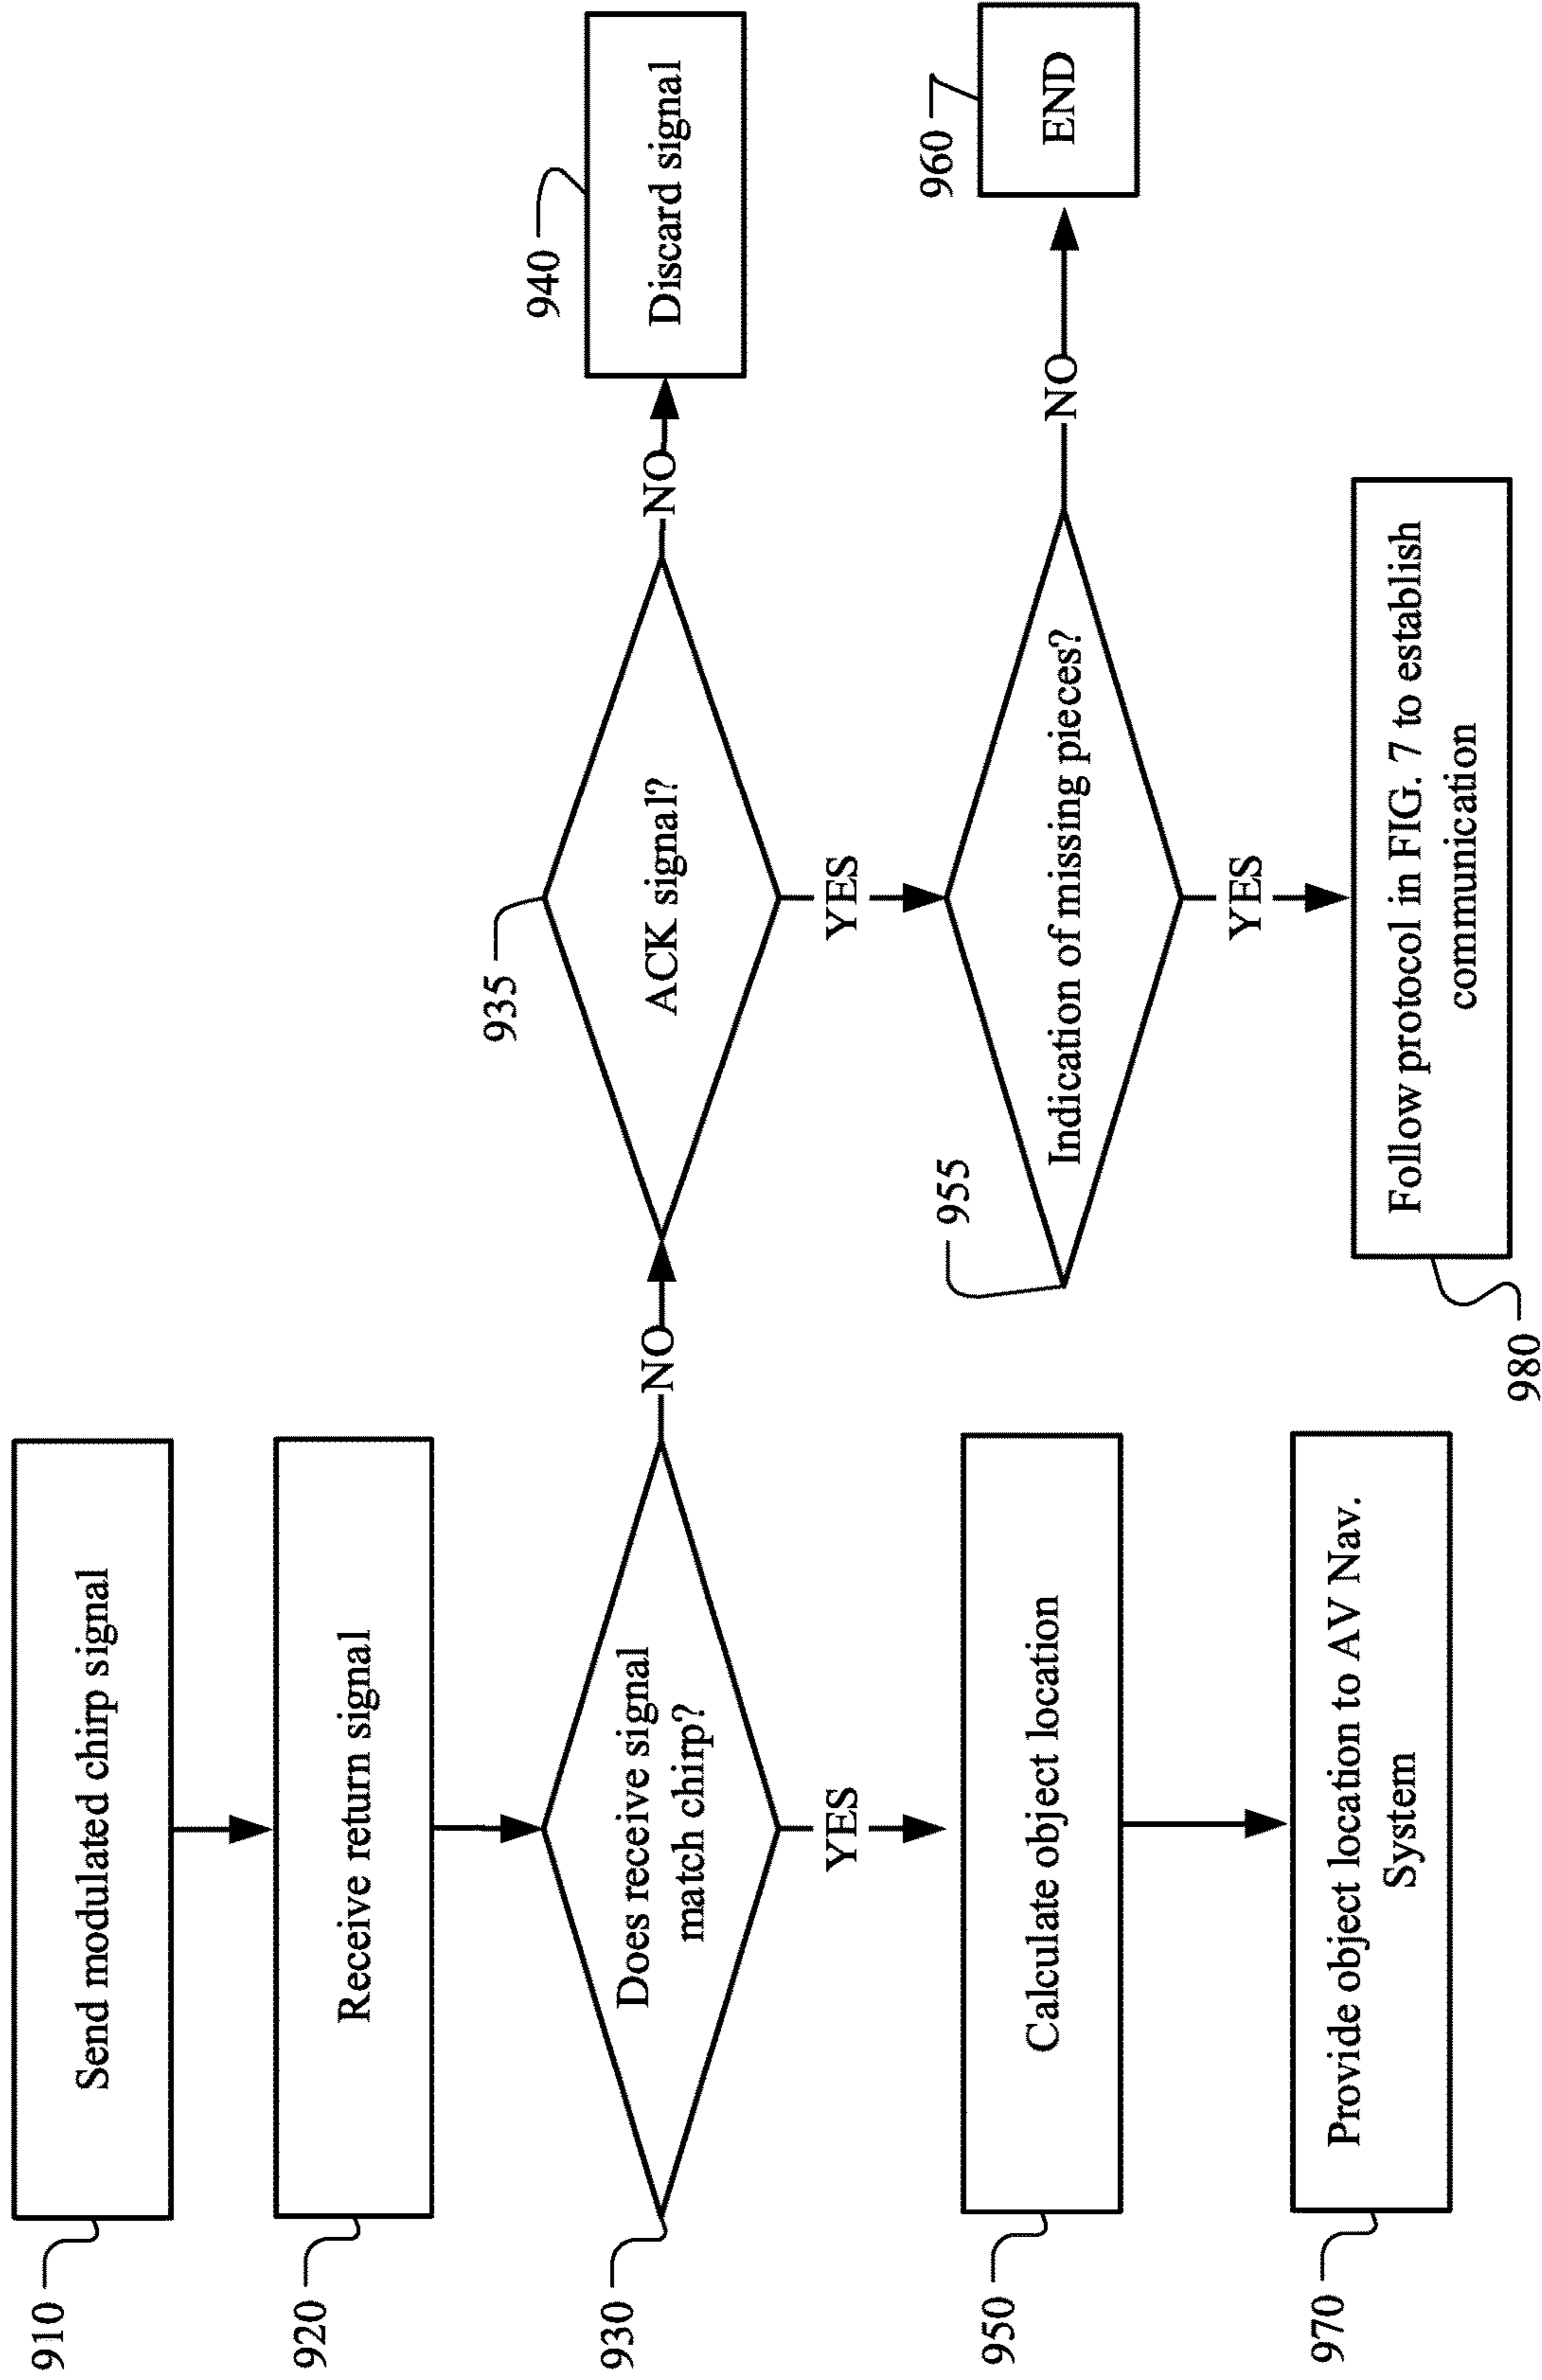 910
Send modulated chirp signal
920
Receive return signal
930
Does receive signal
match chirp?
NO
935
ACK signal?
NO
940
Discard signal
YES
YES
950
Calculate object location
955
Indication of missing pieces?
NO
960
END
YES
970
Provide object location to AV Nav.
System
980
Follow protocol in FIG. 7 to establish
communication